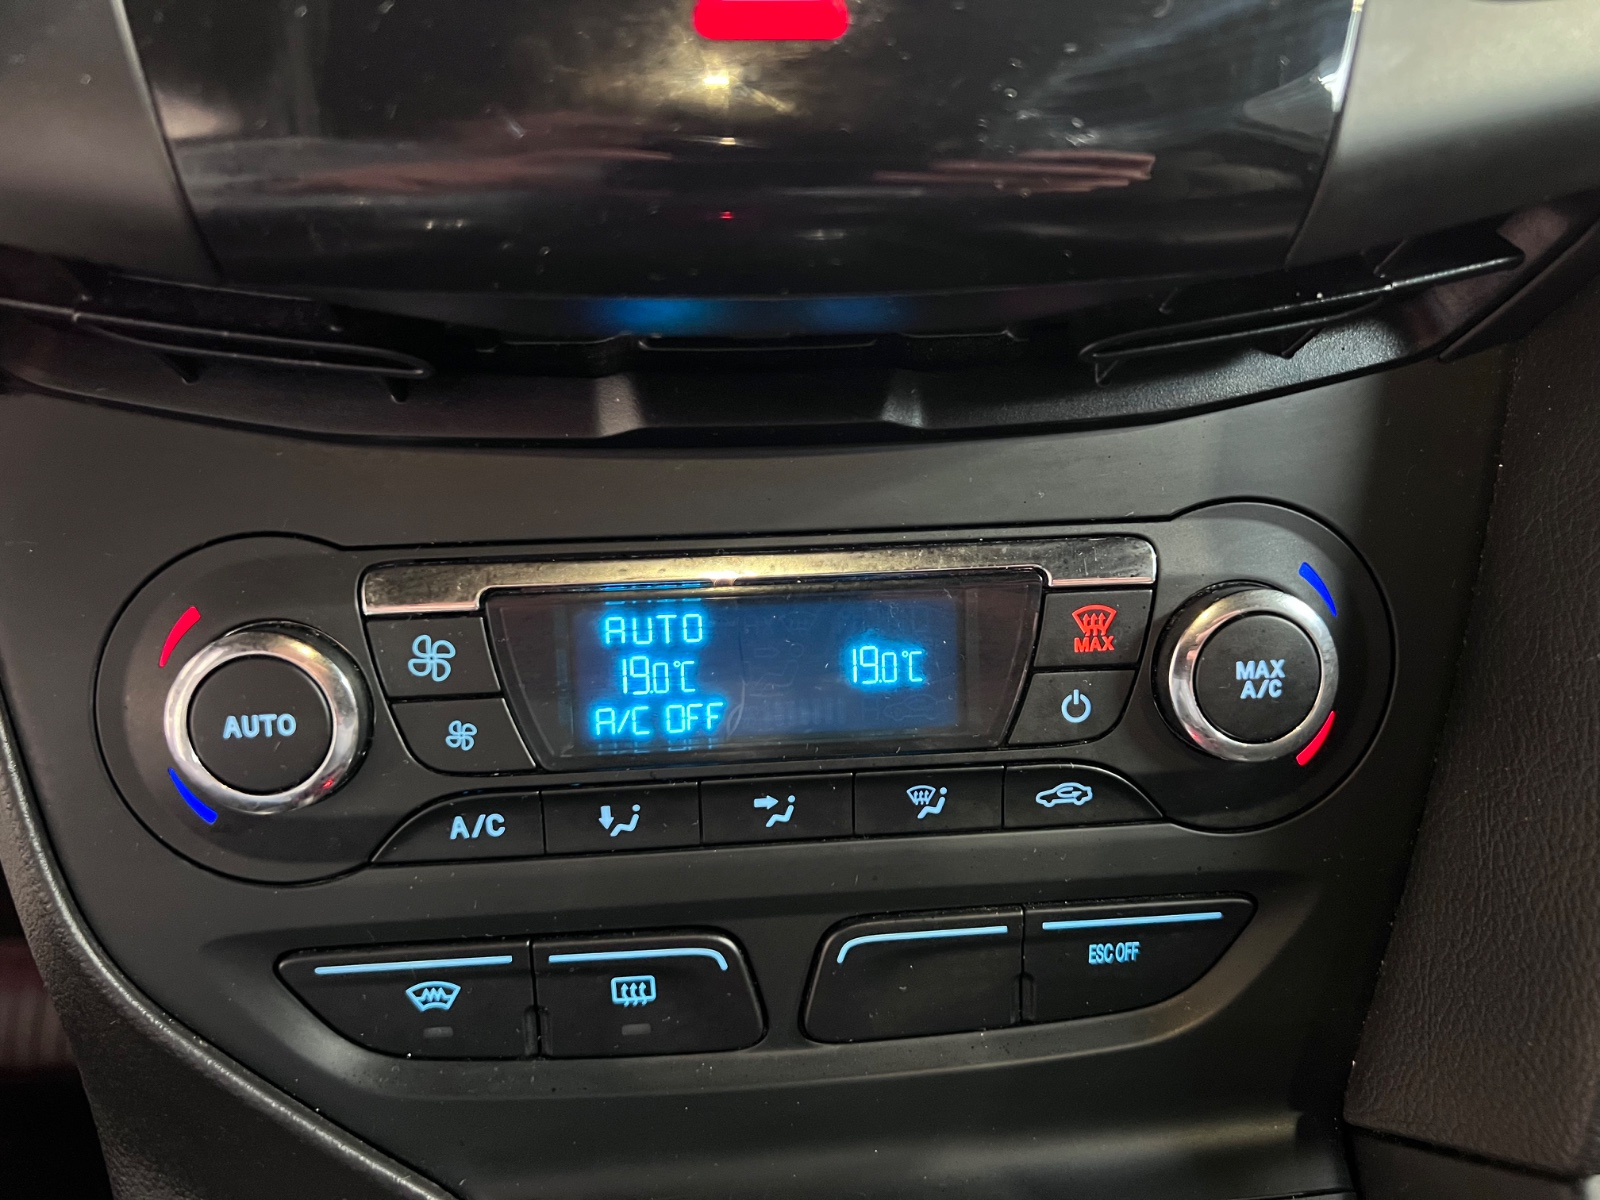 AUTO
19.0°C
19.0°C
A/C OFF
MAX
AUTO
MAX
A/C
A/C
ESC OFF